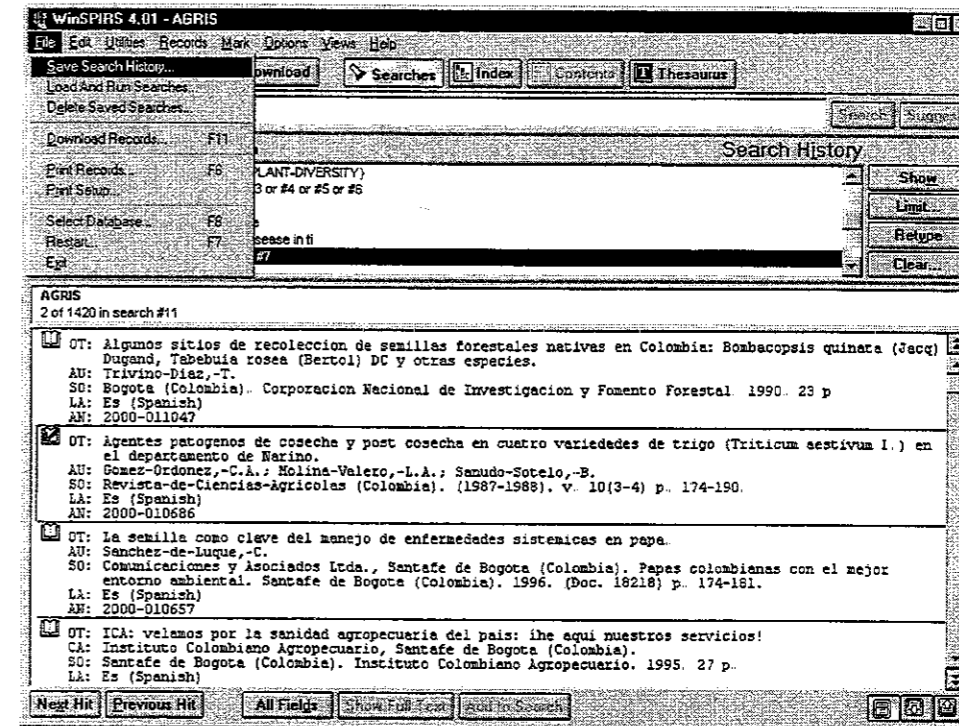 WinSPIRS 4.01 - AGRIS
File Edit Utilities Records Mark Options Views Help
Save Search History...
Load And Run Searches...
Delete Saved Searches...
Download Records... F11
Print Records... F6
Print Setup...
Select Database... F8
Restart... F7
Exit
ownload Searches Index Contents Thesaurus
Search Sugges
Search History
PLANT-DIVERSITY}
3 or #4 or #5 or #6
sease in ti
#7
Show
Limit...
Retype
Clear...
AGRIS
2 of 1420 in search #11
OT: Algunos sitios de recoleccion de semillas forestales nativas en Colombia: Bombacopsis quinata (Jacq)
Dugand, Tabebuia rosea (Bertol) DC y otras especies.
AU: Trivino-Diaz,-T.
SO: Bogota (Colombia). Corporacion Nacional de Investigacion y Fomento Forestal. 1990. 23 p
LA: Es (Spanish)
AN: 2000-011047
OT: Agentes patogenos de cosecha y post cosecha en cuatro variedades de trigo (Triticum aestivum I.) en
el departamento de Narino.
AU: Gomez-Ordonez,-C.A.; Molina-Valero,-L.A.; Sanudo-Sotelo,-B.
SO: Revista-de-Ciencias-Agricolas (Colombia). (1987-1988). v. 10(3-4) p. 174-190.
LA: Es (Spanish)
AN: 2000-010686
OT: La semilla como clave del manejo de enfermedades sistemicas en papa.
AU: Sanchez-de-Luque,-C.
SO: Comunicaciones y Asociados Ltda., Santafe de Bogota (Colombia). Papas colombianas con el mejor
entorno ambiental. Santafe de Bogota (Colombia). 1996. (Doc. 18218) p. 174-181.
LA: Es (Spanish)
AN: 2000-010657
OT: ICA: velamos por la sanidad agropecuaria del pais: ihe aqui nuestros servicios!
CA: Instituto Colombiano Agropecuario, Santafe de Bogota (Colombia).
SO: Santafe de Bogota (Colombia). Instituto Colombiano Agropecuario. 1995. 27 p.
LA: Es (Spanish)
Next Hit Previous Hit All Fields Show Full Text Add to Search